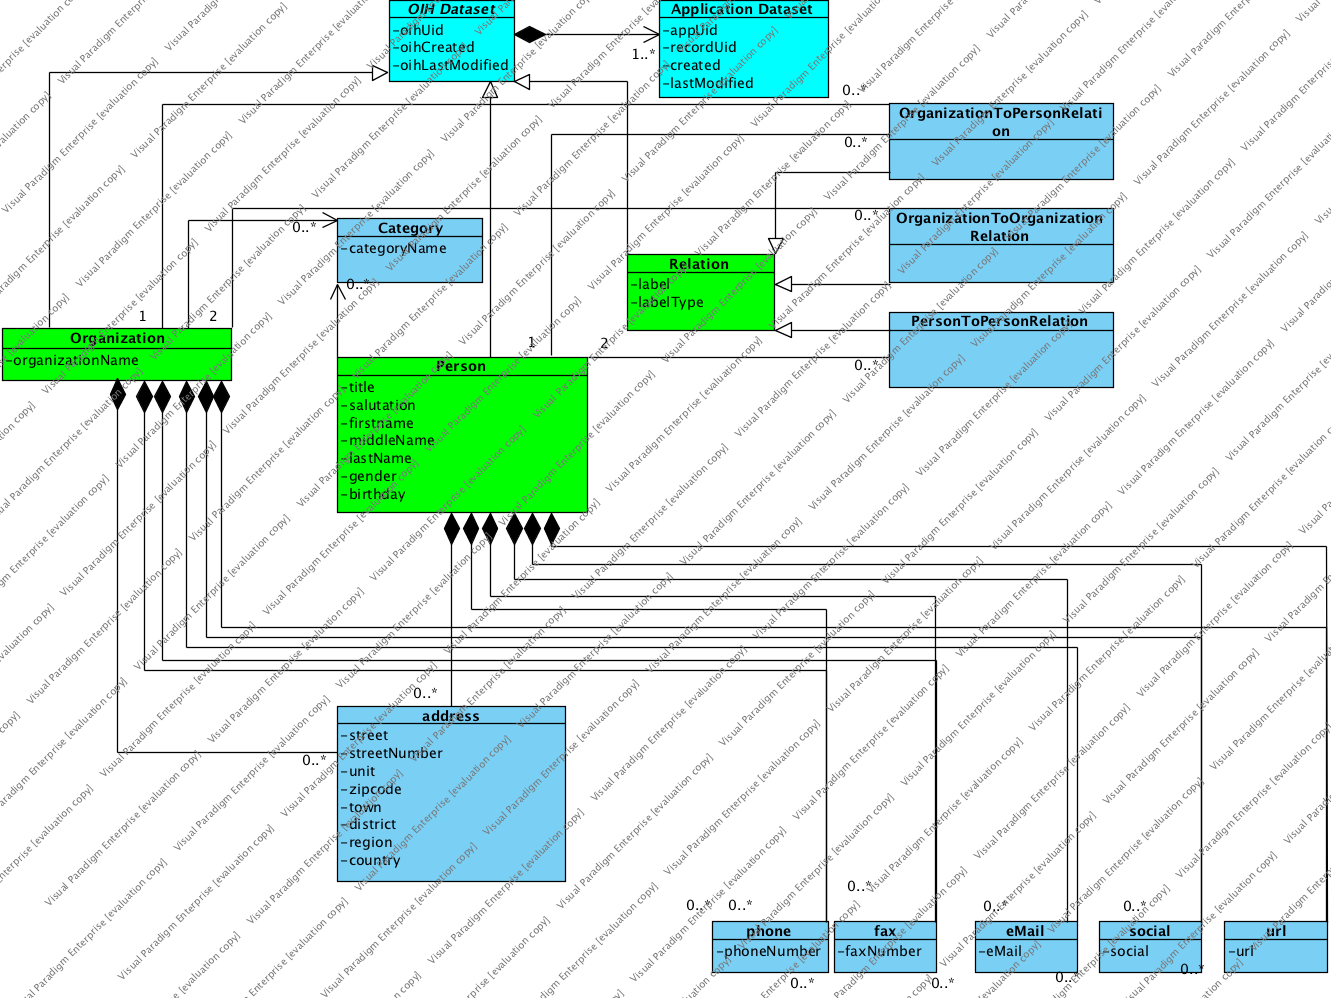 OIH Dataset
-oihUid
-oihCreated
-oihLastModified
Application Dataset
-appUid
-recordUid
-created
-lastModified
1..*
0..*
OrganizationToPersonRelati
on
0..*
0..*
OrganizationToOrganization
Relation
0..*
Category
-categoryName
0..*
Relation
-label
-labelType
PersonToPersonRelation
0..*
1
2
Organization
-organizationName
1
2
Person
-title
-salutation
-firstname
-middleName
-lastName
-gender
-birthday
0..*
address
-street
-streetNumber
-unit
-zipcode
-town
-district
-region
-country
0..*
0..*
0..*
phone
-phoneNumber
0..*
0..*
fax
-faxNumber
0..*
0..*
eMail
-eMail
0..
0..*
social
-social
0..*
url
-url
Visual Paradigm Enterprise [evaluation copy]